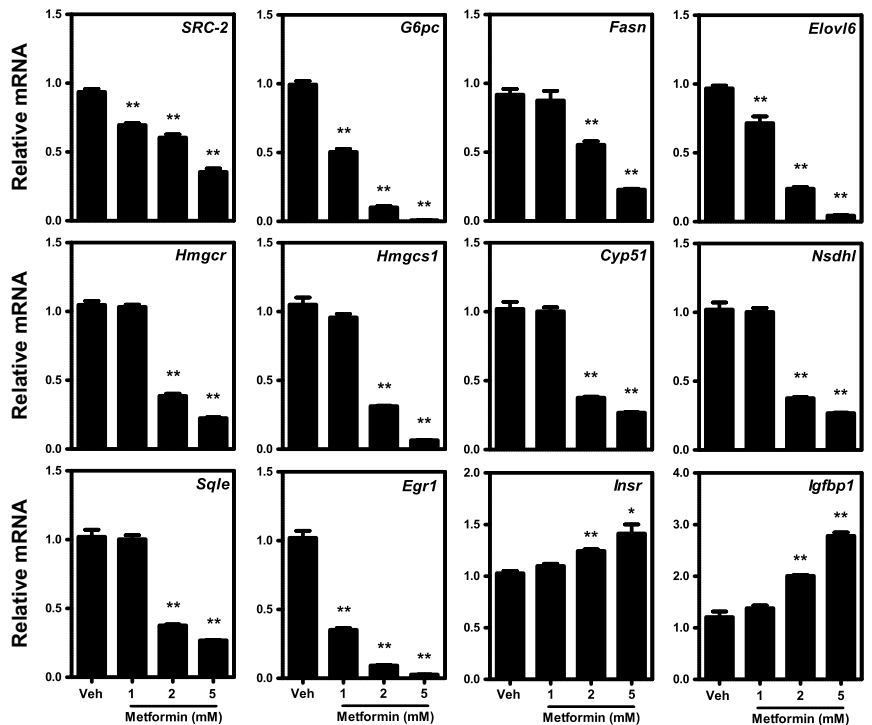 SRC-2 G6pc Fasn Elovl6
Relative mRNA
1.5 1.5 1.5 1.5
** ** ** ** ** ** ** ** ** ** **
1.0 1.0 1.0 1.0
0.5 0.5 0.5 0.5
0.0 0.0 0.0 0.0
Hmgcr Hmgcs1 Cyp51 Nsdhl
Relative mRNA
1.5 1.5 1.5 1.5
1.0 1.0 1.0 1.0
0.5 0.5 0.5 0.5
** ** ** ** ** ** ** **
0.0 0.0 0.0 0.0
Sqle Egr1 Insr Igfbp1
Relative mRNA
1.5 1.5 2.0 4.0
1.0 1.0 1.5 3.0
0.5 0.5 1.0 2.0
0.5 1.0
** ** ** ** ** ** * ** **
0.0 0.0 0.0 0.0
Veh 1 2 5 Veh 1 2 5 Veh 1 2 5 Veh 1 2 5
Metformin (mM) Metformin (mM) Metformin (mM) Metformin (mM)